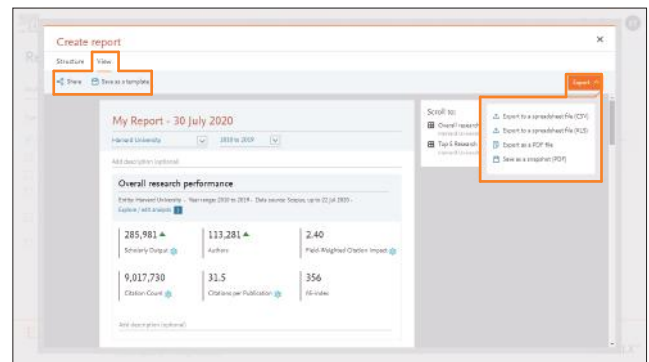 Create report
Structure View
Share Save as a template
Export
My Report - 30 July 2020
Harvard University 2010 to 2019
Add description (optional)
Overall research performance
Entity: Harvard University · Year range: 2010 to 2019 · Data source: Scopus, up to 22 Jul 2020 ·
Explore / edit analysis
285,981
Scholarly Output
113,281
Authors
2.40
Field-Weighted Citation Impact
9,017,730
Citation Count
31.5
Citations per Publication
356
h5-index
Add description (optional)
Scroll to:
Overall research
Top 5 Research
Export to a spreadsheet file (CSV)
Export to a spreadsheet file (XLS)
Export as a PDF file
Save as a snapshot (PDF)